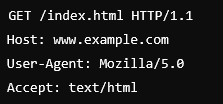 GET /index.html HTTP/1.1
Host: www.example.com
User-Agent: Mozilla/5.0
Accept: text/html